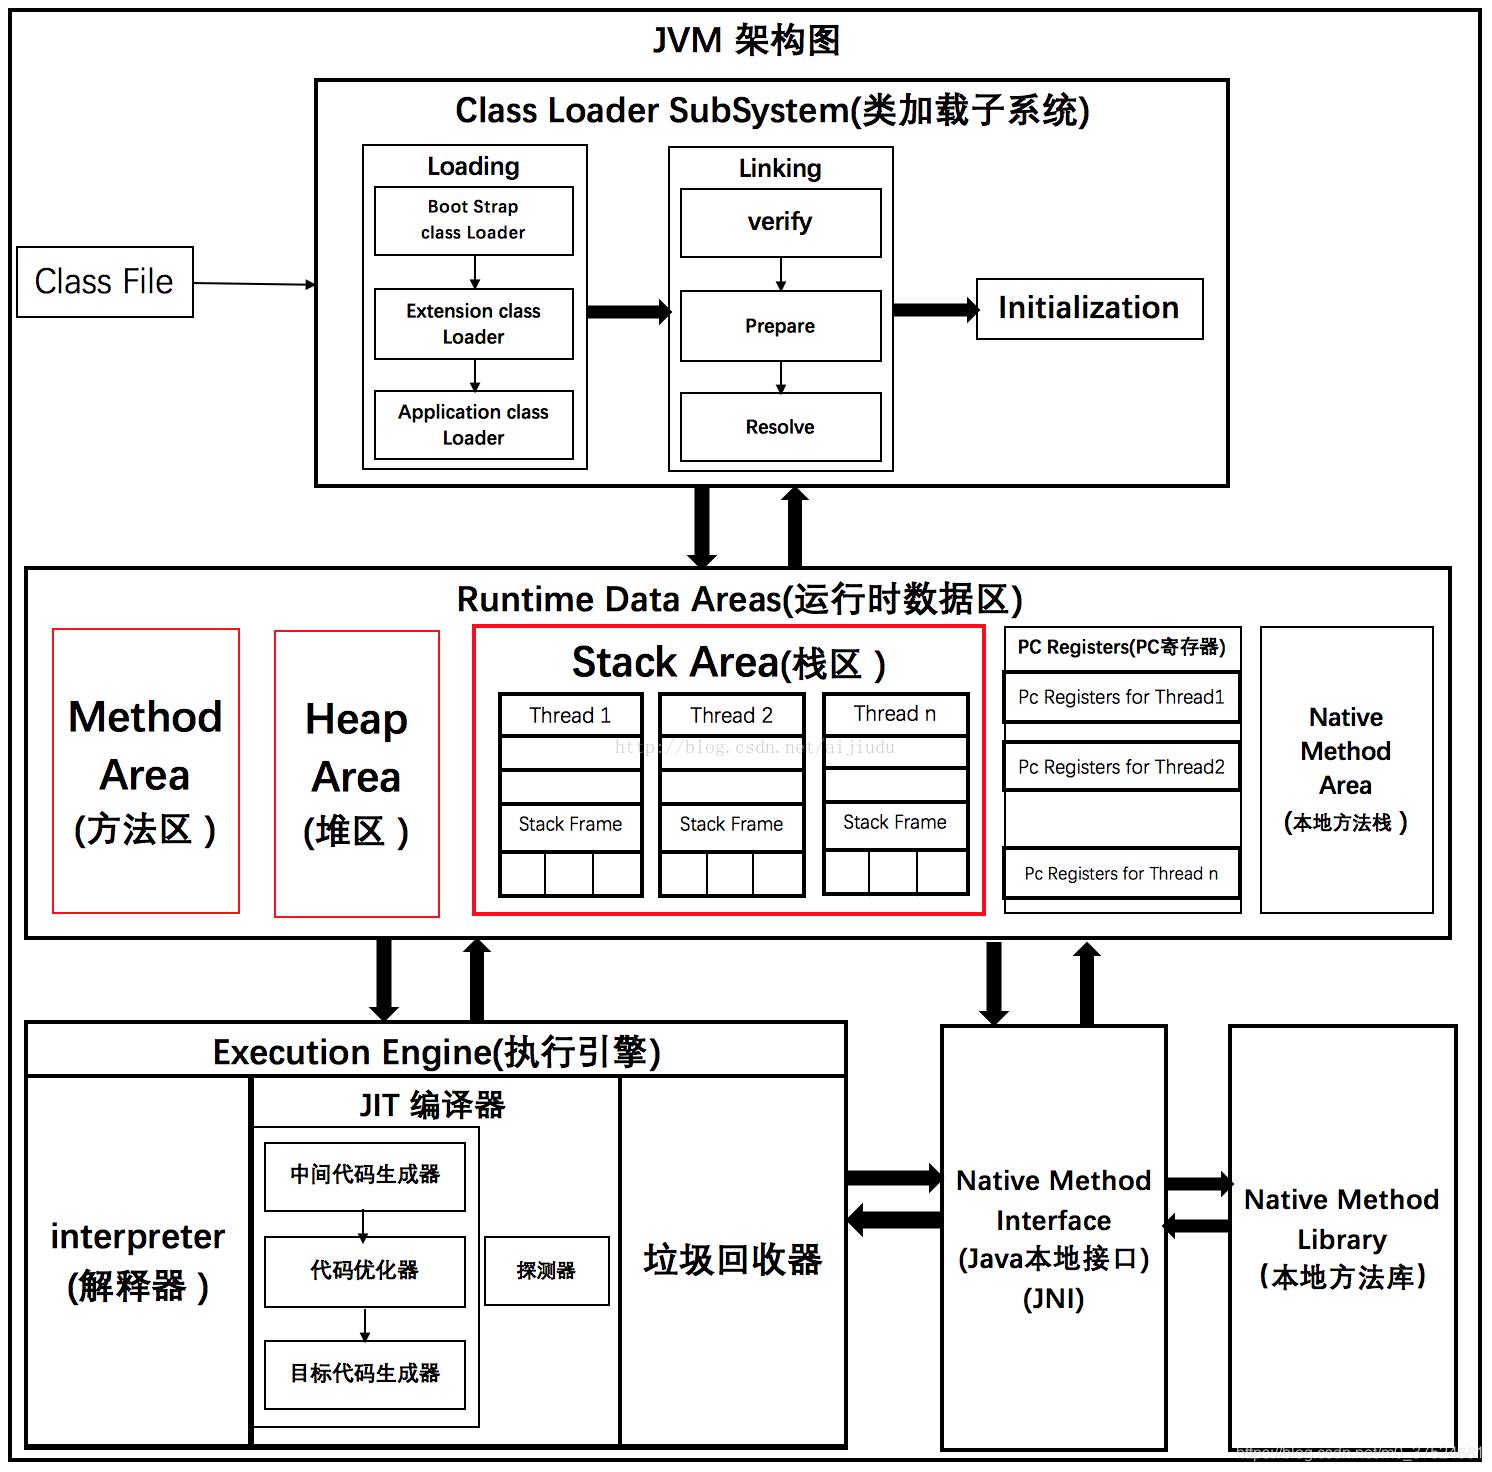 JVM 架构图
Class Loader SubSystem(类加载子系统)
Loading
Boot Strap
class Loader
Extension class
Loader
Application class
Loader
Linking
verify
Prepare
Resolve
Class File
Initialization
Runtime Data Areas(运行时数据区)
Method
Area
(方法区 )
Heap
Area
(堆区 )
Stack Area(栈区 )
Thread 1
Stack Frame
Thread 2
Stack Frame
Thread n
Stack Frame
http://blog.csdn.net/aijiudu
PC Registers(PC寄存器)
Pc Registers for Thread1
Pc Registers for Thread2
Pc Registers for Thread n
Native
Method
Area
(本地方法栈 )
Execution Engine(执行引擎)
interpreter
(解释器 )
JIT 编译器
中间代码生成器
代码优化器
目标代码生成器
探测器
垃圾回收器
Native Method
Interface
(Java本地接口)
(JNI)
Native Method
Library
(本地方法库)